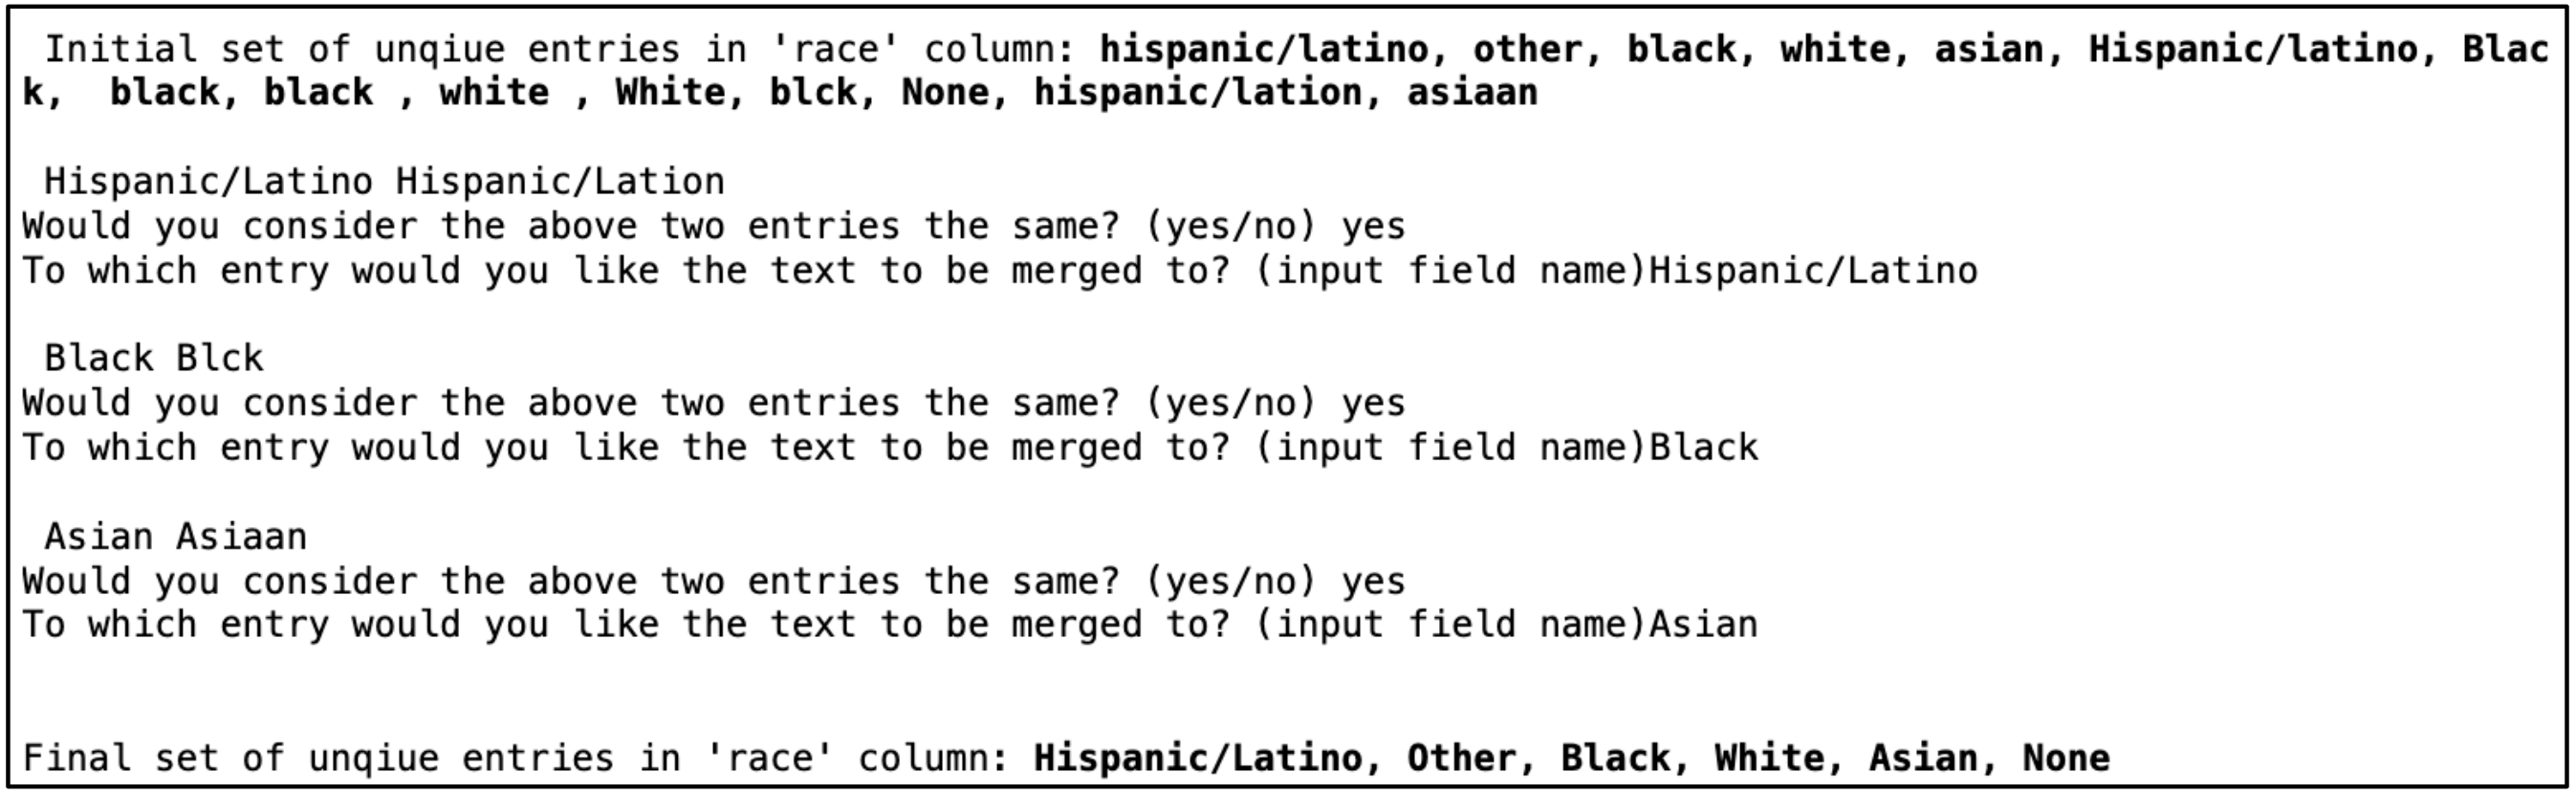 Initial set of unqiue entries in 'race' column: hispanic/latino, other, black, white, asian, Hispanic/latino, Blac
k,  black, black , white , White, blck, None, hispanic/lation, asiaan
Hispanic/Latino Hispanic/Lation
Would you consider the above two entries the same? (yes/no) yes
To which entry would you like the text to be merged to? (input field name)Hispanic/Latino
Black Blck
Would you consider the above two entries the same? (yes/no) yes
To which entry would you like the text to be merged to? (input field name)Black
Asian Asiaan
Would you consider the above two entries the same? (yes/no) yes
To which entry would you like the text to be merged to? (input field name)Asian
Final set of unqiue entries in 'race' column: Hispanic/Latino, Other, Black, White, Asian, None